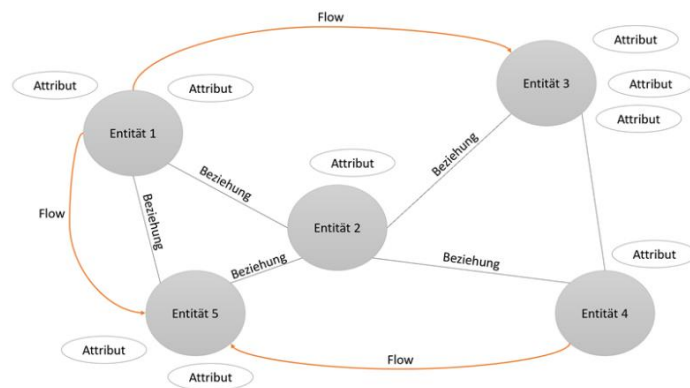 Flow
Attribut
Attribut
Attribut
Attribut
Entität 3
Attribut
Attribut
Entität 1
Attribut
Beziehung
Beziehung
Flow
Beziehung
Entität 2
Attribut
Beziehung
Beziehung
Entität 5
Entität 4
Attribut
Flow
Attribut